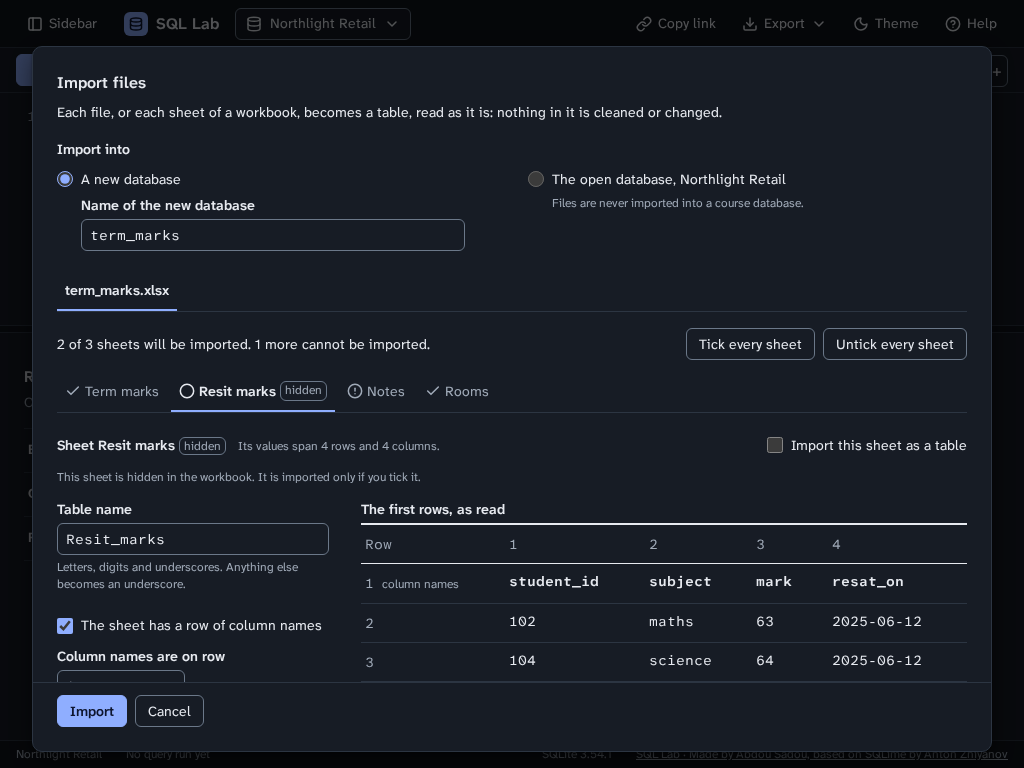 Sidebar
SQL Lab
Northlight Retail
Copy link
Export
Theme
Help
Import files
Each file, or each sheet of a workbook, becomes a table, read as it is: nothing in it is cleaned or changed.
Import into
A new database
The open database, Northlight Retail
Name of the new database
Files are never imported into a course database.
term_marks
term_marks.xlsx
2 of 3 sheets will be imported. 1 more cannot be imported.
Tick every sheet
Untick every sheet
Term marks
Resit marks hidden
Notes
Rooms
Sheet Resit marks hidden Its values span 4 rows and 4 columns.
Import this sheet as a table
This sheet is hidden in the workbook. It is imported only if you tick it.
Table name
The first rows, as read
Resit_marks
Letters, digits and underscores. Anything else
becomes an underscore.
Row 1 2 3 4
1 column names student_id subject mark resat_on
2 102 maths 63 2025-06-12
3 104 science 64 2025-06-12
The sheet has a row of column names
Column names are on row
Import
Cancel
Northlight Retail
No query run yet
SQLite 3.54.1
SQL Lab · Made by Abdou Sadou, based on SQLime by Anton Zhiyanov